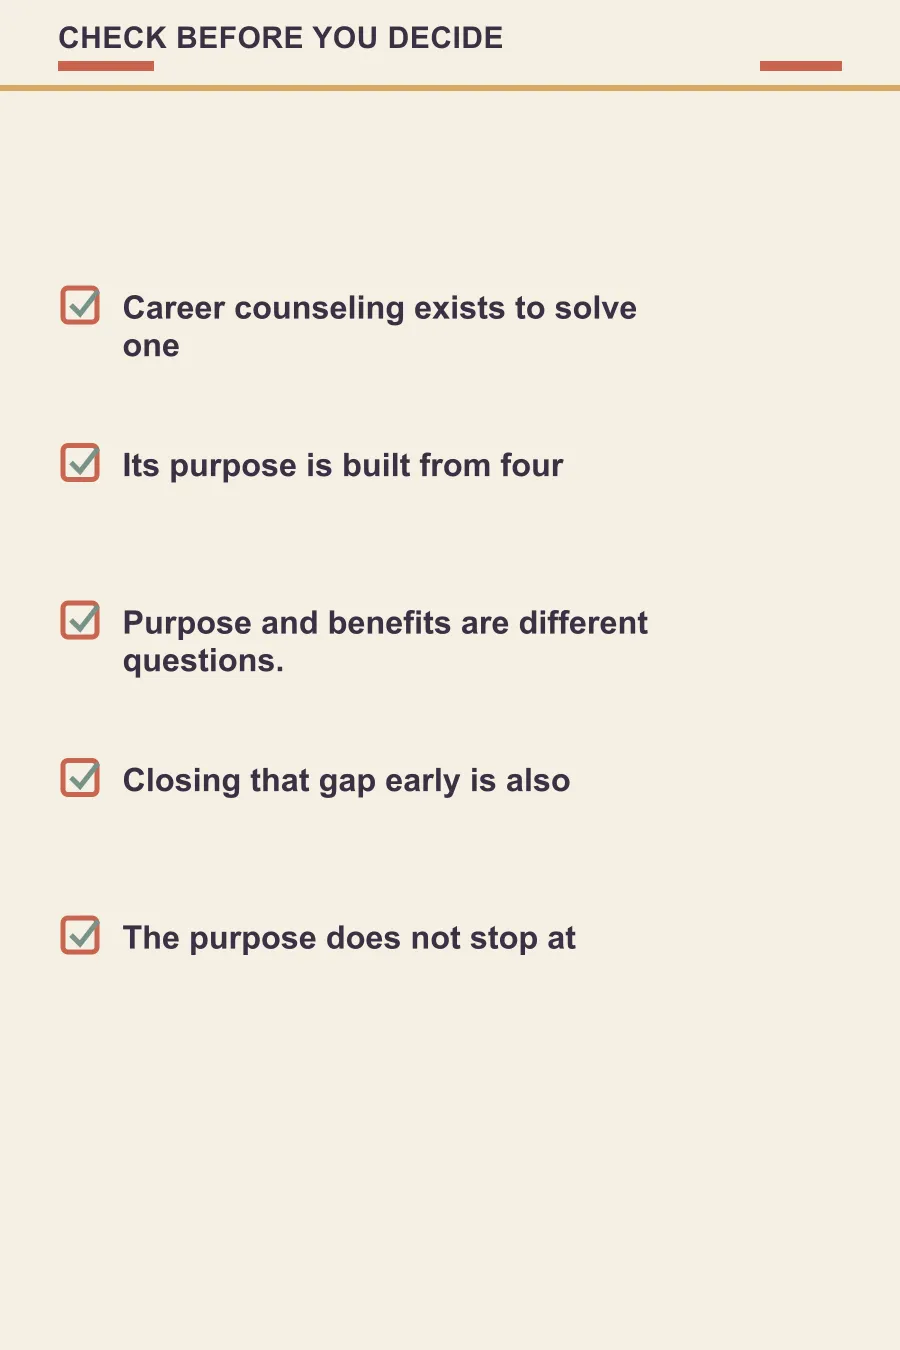 CHECK BEFORE YOU DECIDE
Career counseling exists to solve
one
Its purpose is built from four
Purpose and benefits are different
questions.
Closing that gap early is also
The purpose does not stop at